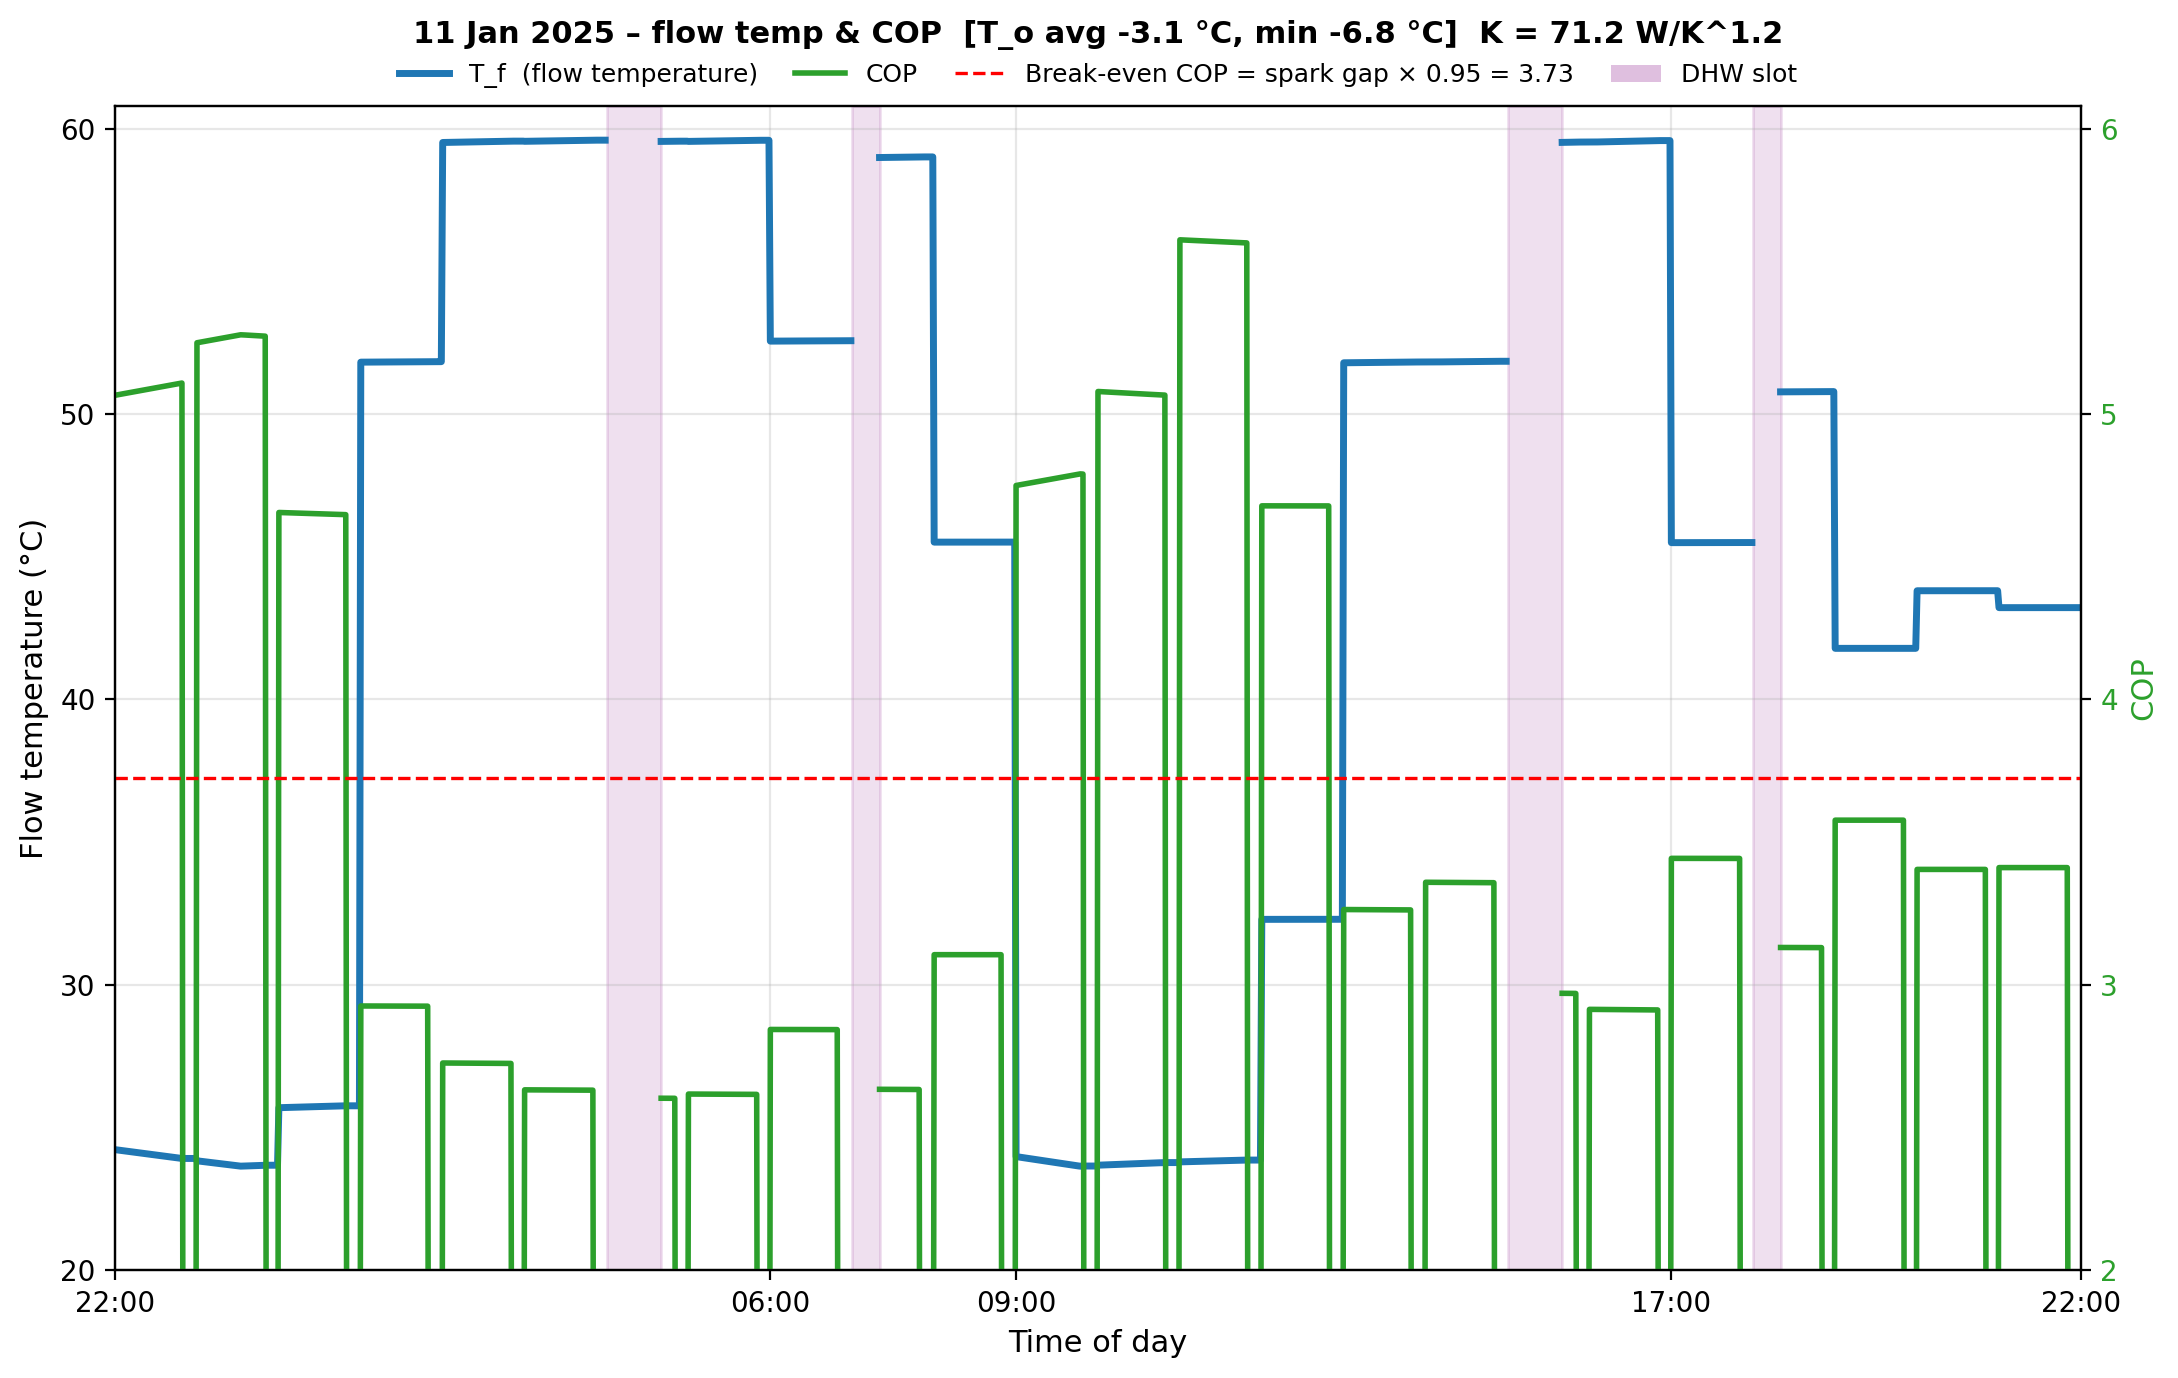 11 Jan 2025 – flow temp & COP  [T_o avg -3.1 °C, min -6.8 °C]  K = 71.2 W/K^1.2
T_f  (flow temperature)
COP
Break-even COP = spark gap × 0.95 = 3.73
DHW slot
Flow temperature (°C)
60
50
40
30
20
6
5
4
3
2
COP
22:00
06:00
09:00
17:00
22:00
Time of day